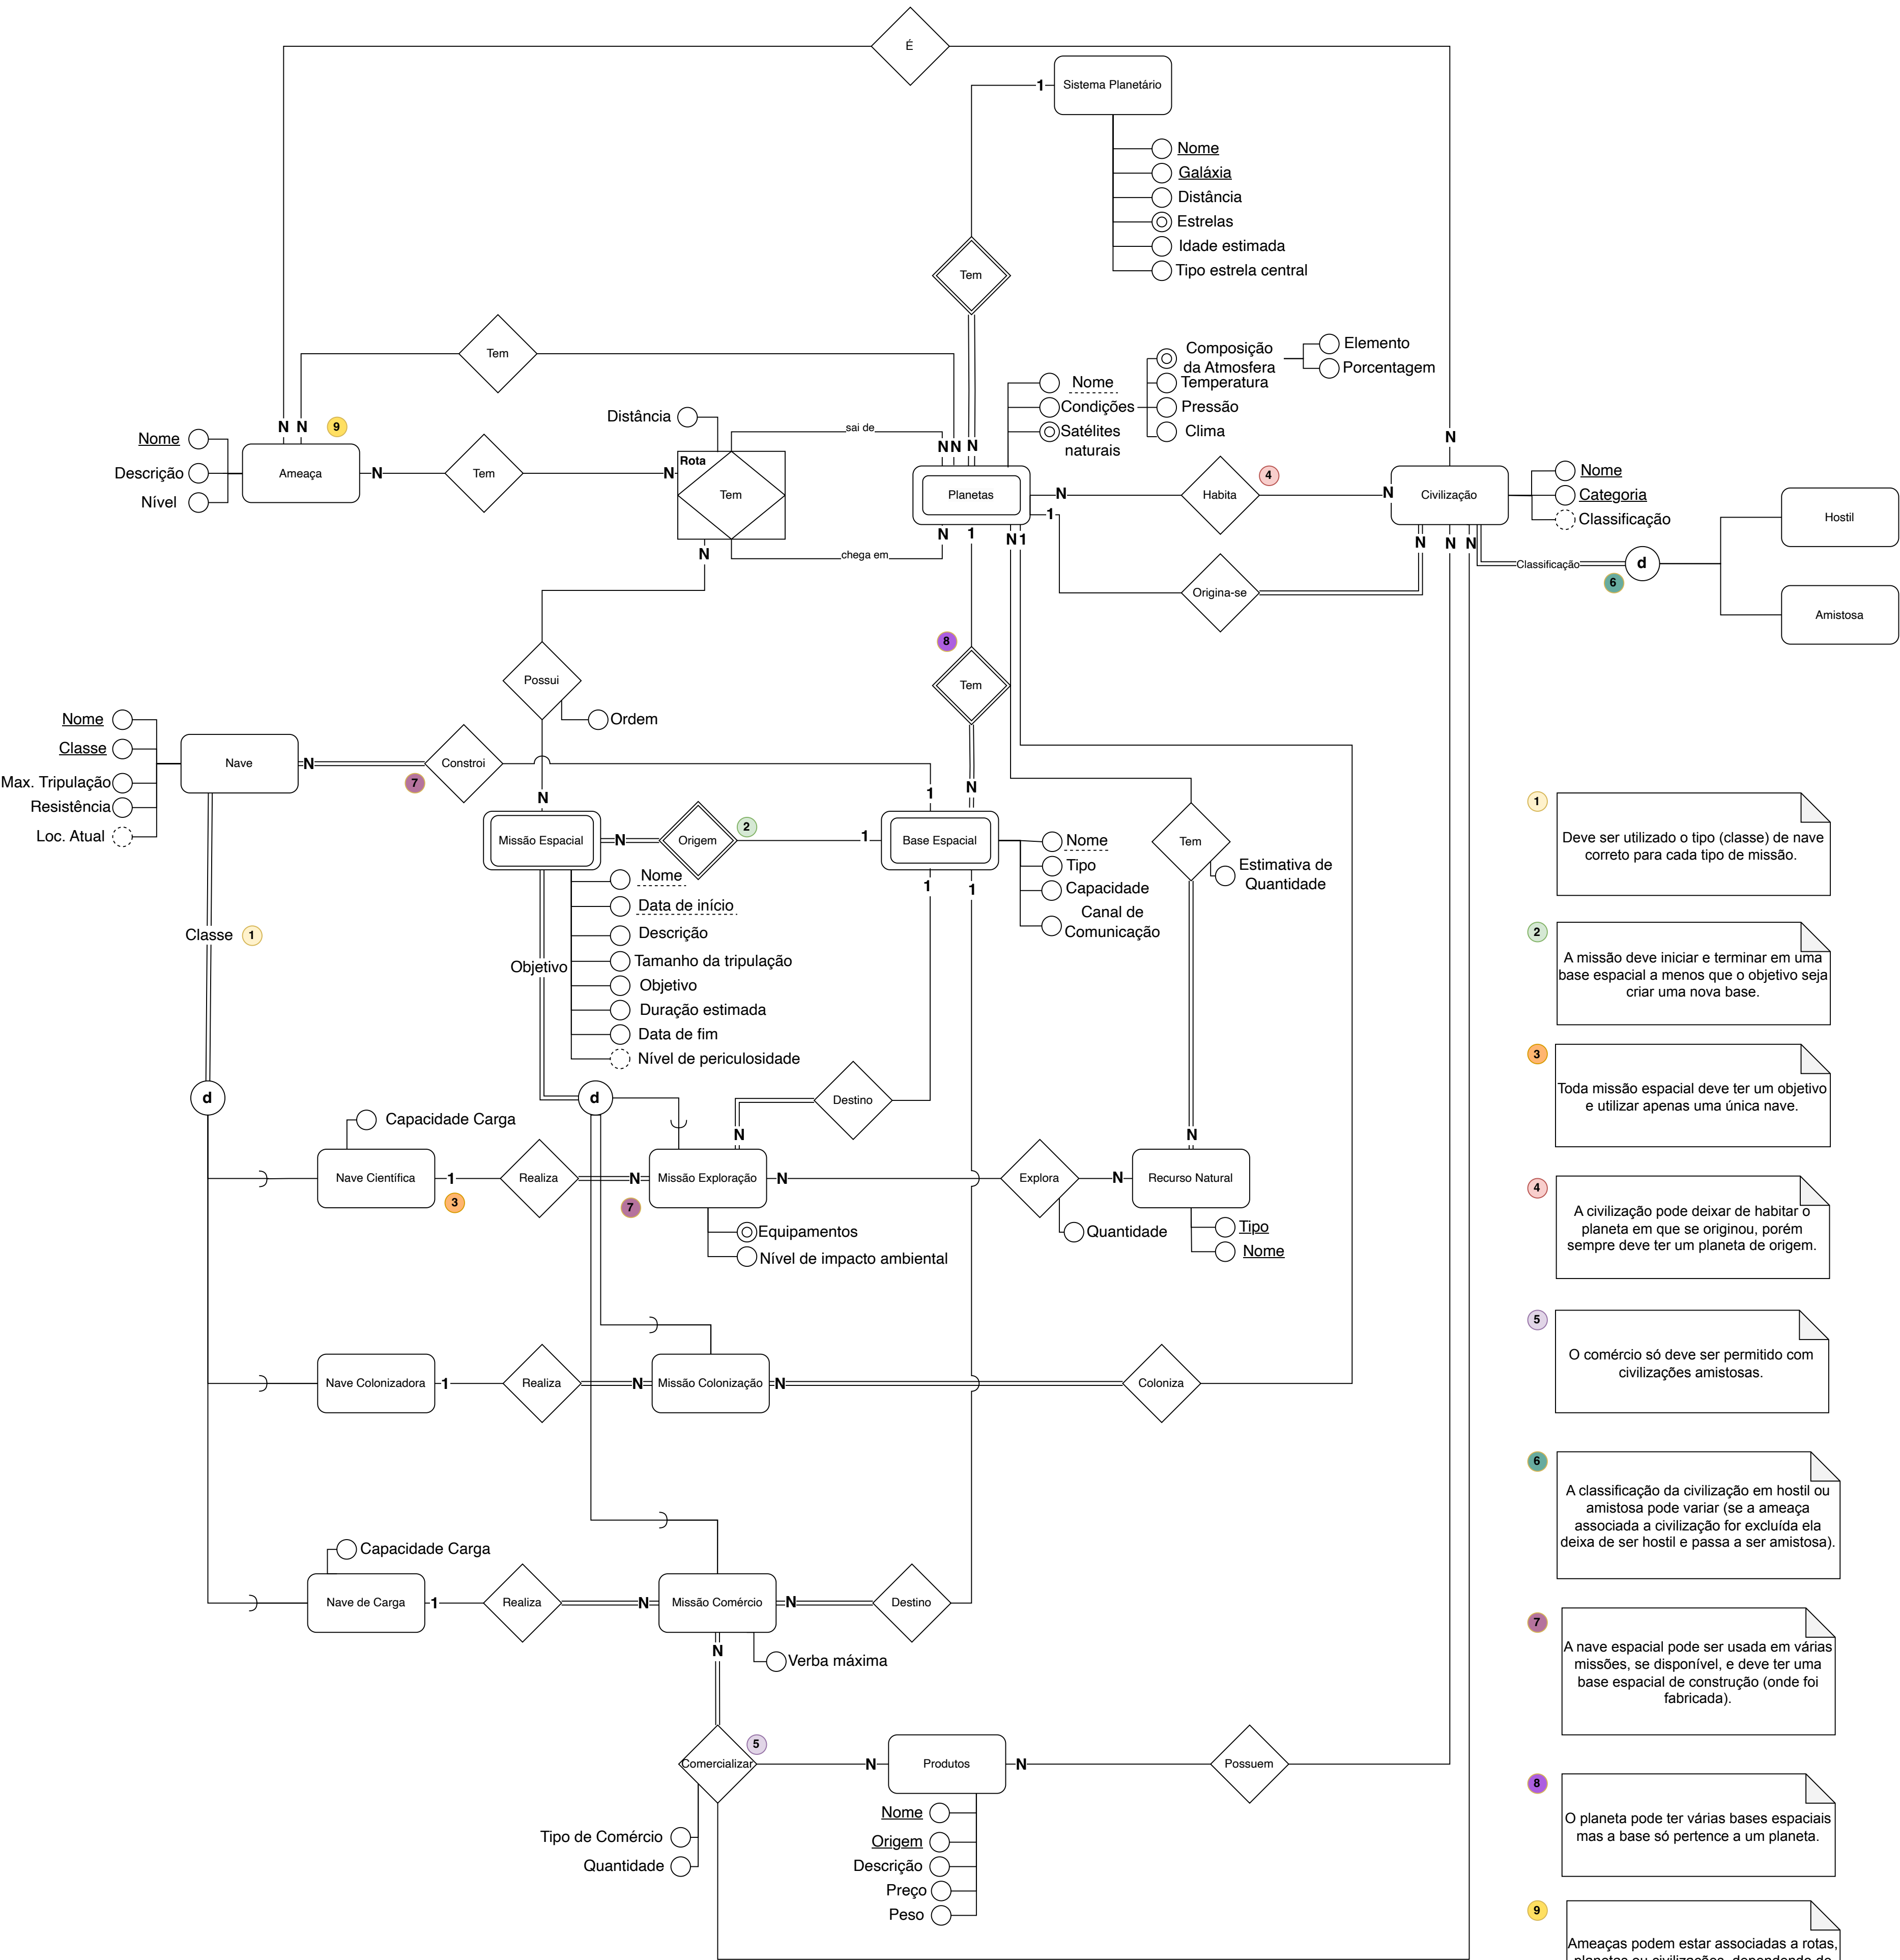 É
Sistema Planetário
1
Nome
Galáxia
Distância
Estrelas
Idade estimada
Tipo estrela central
Tem
Tem
Composição
da Atmosfera
Elemento
Porcentagem
Nome
Condições
Satélites
naturais
Temperatura
Pressão
Clima
Distância
sai de
N N
9
N N N
N
Nome
Descrição
Nível
Ameaça
N
Tem
N
Rota
Tem
Planetas
N
Habita
4
N
Civilização
Nome
Categoria
Classificação
Hostil
1
N
chega em
N
1
N 1
N
N
N
Classificação
d
6
Origina-se
Amistosa
8
Possui
Tem
Ordem
Nome
Classe
Max. Tripulação
Resistência
Loc. Atual
Nave
N
7
Constroi
N
1
N
Missão Espacial
N
Origem
2
1
Base Espacial
Nome
Tipo
Capacidade
Canal de
Comunicação
1
1
Tem
Estimativa de
Quantidade
Nome
Data de início
Descrição
Tamanho da tripulação
Objetivo
Duração estimada
Data de fim
Nível de periculosidade
Objetivo
Classe
1
d
d
Destino
N
N
Capacidade Carga
Nave Científica
1
3
Realiza
N
7
Missão Exploração
N
Explora
N
Recurso Natural
Equipamentos
Nível de impacto ambiental
Quantidade
Tipo
Nome
Nave Colonizadora
1
Realiza
N
Missão Colonização
N
Coloniza
Capacidade Carga
Nave de Carga
1
Realiza
N
Missão Comércio
N
Destino
N
Verba máxima
Comercializar
5
N
Produtos
N
Possuem
Tipo de Comércio
Quantidade
Nome
Origem
Descrição
Preço
Peso
1
Deve ser utilizado o tipo (classe) de nave
correto para cada tipo de missão.
2
A missão deve iniciar e terminar em uma
base espacial a menos que o objetivo seja
criar uma nova base.
3
Toda missão espacial deve ter um objetivo
e utilizar apenas uma única nave.
4
A civilização pode deixar de habitar o
planeta em que se originou, porém
sempre deve ter um planeta de origem.
5
O comércio só deve ser permitido com
civilizações amistosas.
6
A classificação da civilização em hostil ou
amistosa pode variar (se a ameaça
associada a civilização for excluída ela
deixa de ser hostil e passa a ser amistosa).
7
A nave espacial pode ser usada em várias
missões, se disponível, e deve ter uma
base espacial de construção (onde foi
fabricada).
8
O planeta pode ter várias bases espaciais
mas a base só pertence a um planeta.
9
Ameaças podem estar associadas a rotas,
planetas ou civilizações, dependendo do